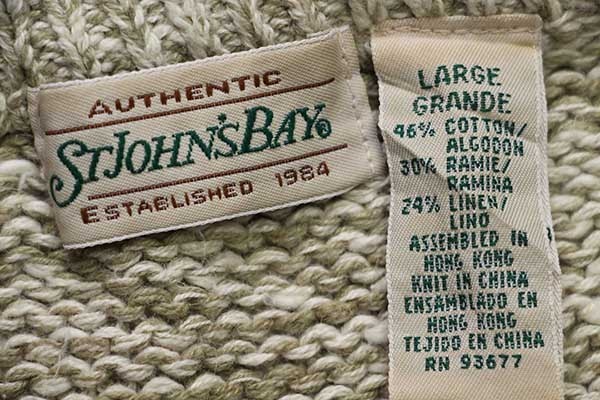 AUTHENTIC
ST JOHN'S BAY®
ESTABLISHED 1984
LARGE
GRANDE
46% COTTON/
ALGODON
30% RAMIE/
RAMINA
24% LINEN/
LINO
ASSEMBLED IN
HONG KONG
KNIT IN CHINA
ENSAMBLADO EN
HONG KONG
TEJIDO EN CHINA
RN 93677